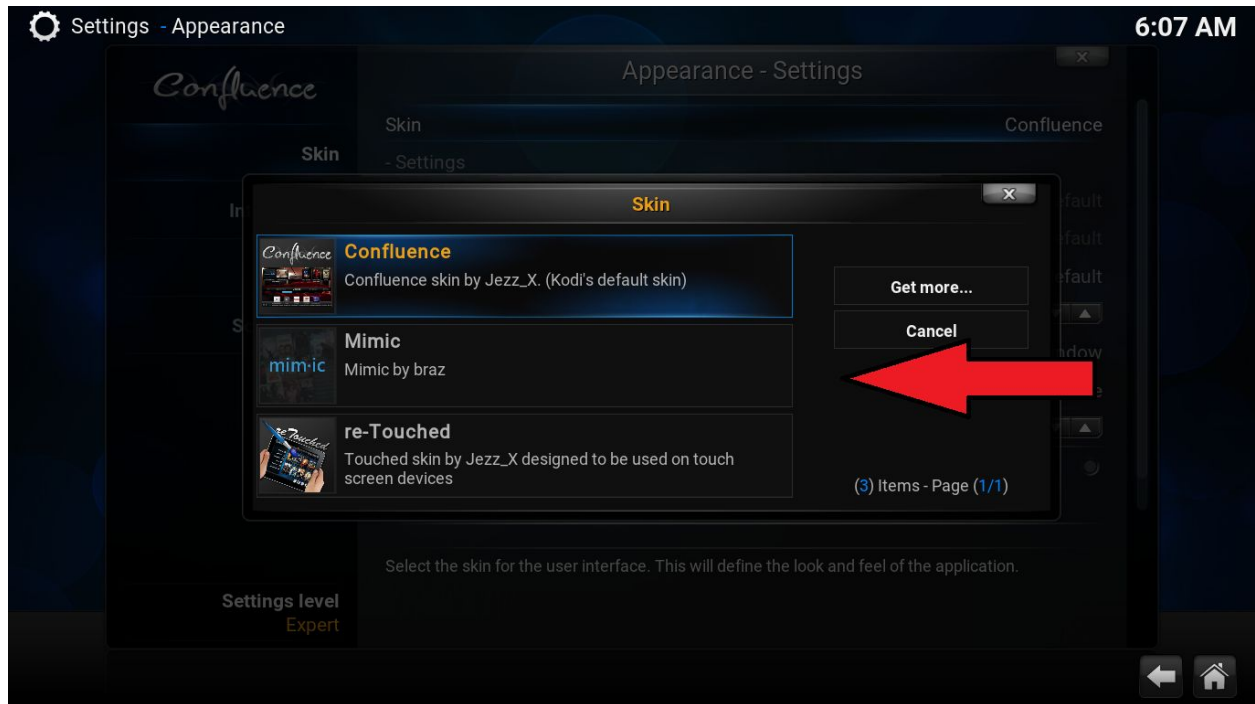 Settings - Appearance
6:07 AM
Confluence
Appearance - Settings
Skin
Confluence
Skin
- Settings
Skin
Confluence
Confluence
Confluence skin by Jezz_X. (Kodi's default skin)
Get more...
Cancel
Mimic
mim·ic
Mimic by braz
re-Touched
re-Touched
Touched skin by Jezz_X designed to be used on touch
screen devices
(3) Items - Page (1/1)
Select the skin for the user interface. This will define the look and feel of the application.
Settings level
Expert